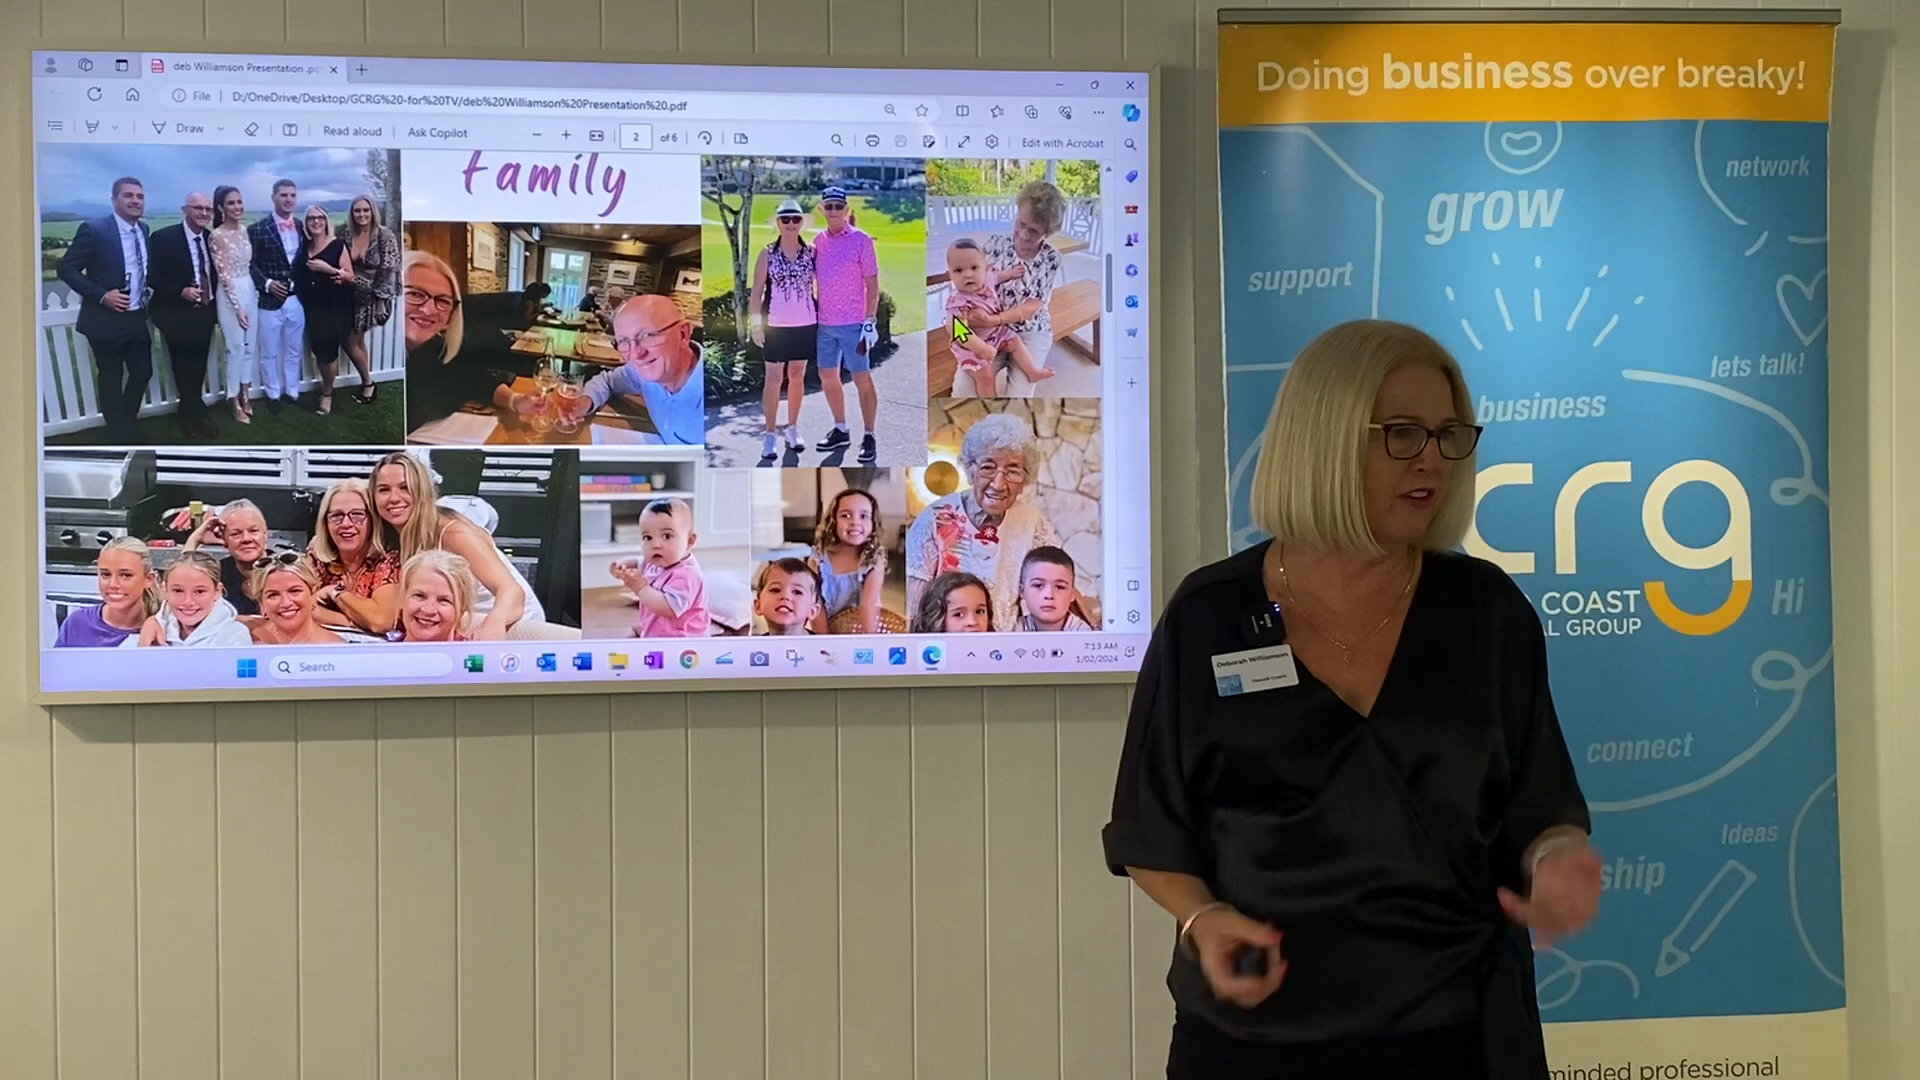 deb Williamson Presentation .pd
File
D:/OneDrive/Desktop/GCRG%20-for%20TV/deb%20Williamson%20Presentation%20.pdf
Draw
Read aloud
Ask Copilot
2
of 6
Edit with Acrobat
Family
Search
7:13 AM
1/02/2024
Doing business over breaky!
network
grow
support
lets talk!
business
crg
COAST
Hi
L GROUP
connect
Ideas
ship
minded professional
Deborah Williamson